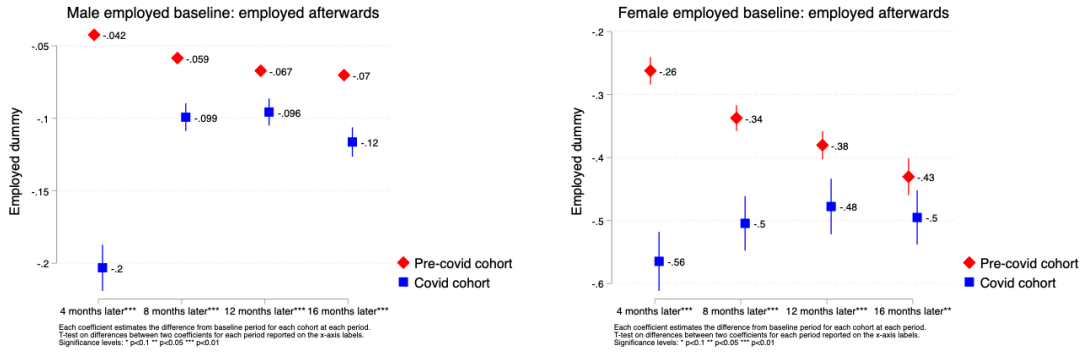 Male employed baseline: employed afterwards
Employed dummy
-.05
-.1
-.15
-.2
-.042
-.059
-.067
-.07
-.099
-.096
-.12
-.2
Pre-covid cohort
Covid cohort
4 months later*** 8 months later*** 12 months later*** 16 months later***
Each coefficient estimates the difference from baseline period for each cohort at each period.
T-test on differences between two coefficients for each period reported on the x-axis labels.
Significance levels: * p<0.1 ** p<0.05 *** p<0.01
Female employed baseline: employed afterwards
Employed dummy
-.2
-.3
-.4
-.5
-.6
-.26
-.34
-.38
-.43
-.56
-.5
-.48
-.5
Pre-covid cohort
Covid cohort
4 months later*** 8 months later*** 12 months later*** 16 months later**
Each coefficient estimates the difference from baseline period for each cohort at each period.
T-test on differences between two coefficients for each period reported on the x-axis labels.
Significance levels: * p<0.1 ** p<0.05 *** p<0.01